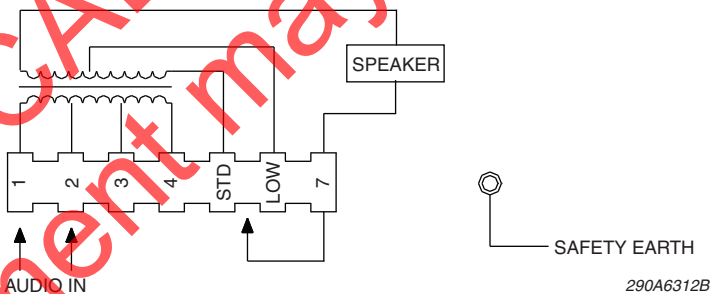 SPEAKER
1
2
3
4
STD
LOW
7
SAFETY EARTH
AUDIO IN
290A6312B